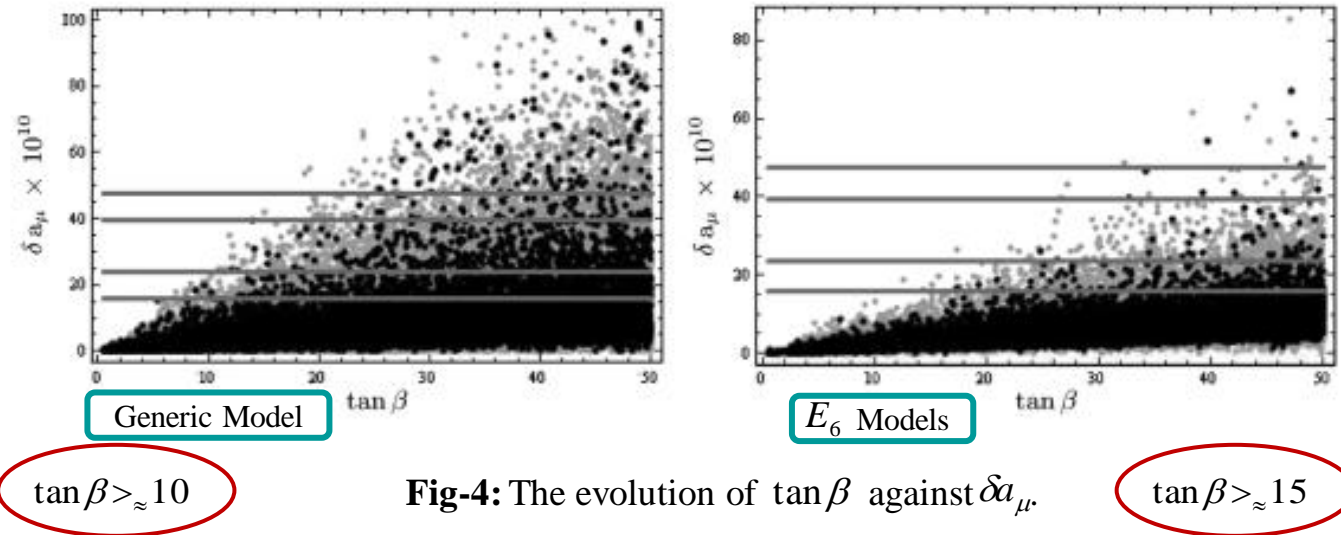 100
80
60
40
20
0
δ a_μ × 10^10
0 10 20 30 40 50
tan β
Generic Model
80
60
40
20
0
δ a_μ × 10^10
0 10 20 30 40 50
tan β
E_6 Models
tan β >_≈ 10
Fig-4: The evolution of tan β against δa_μ.
tan β >_≈ 15